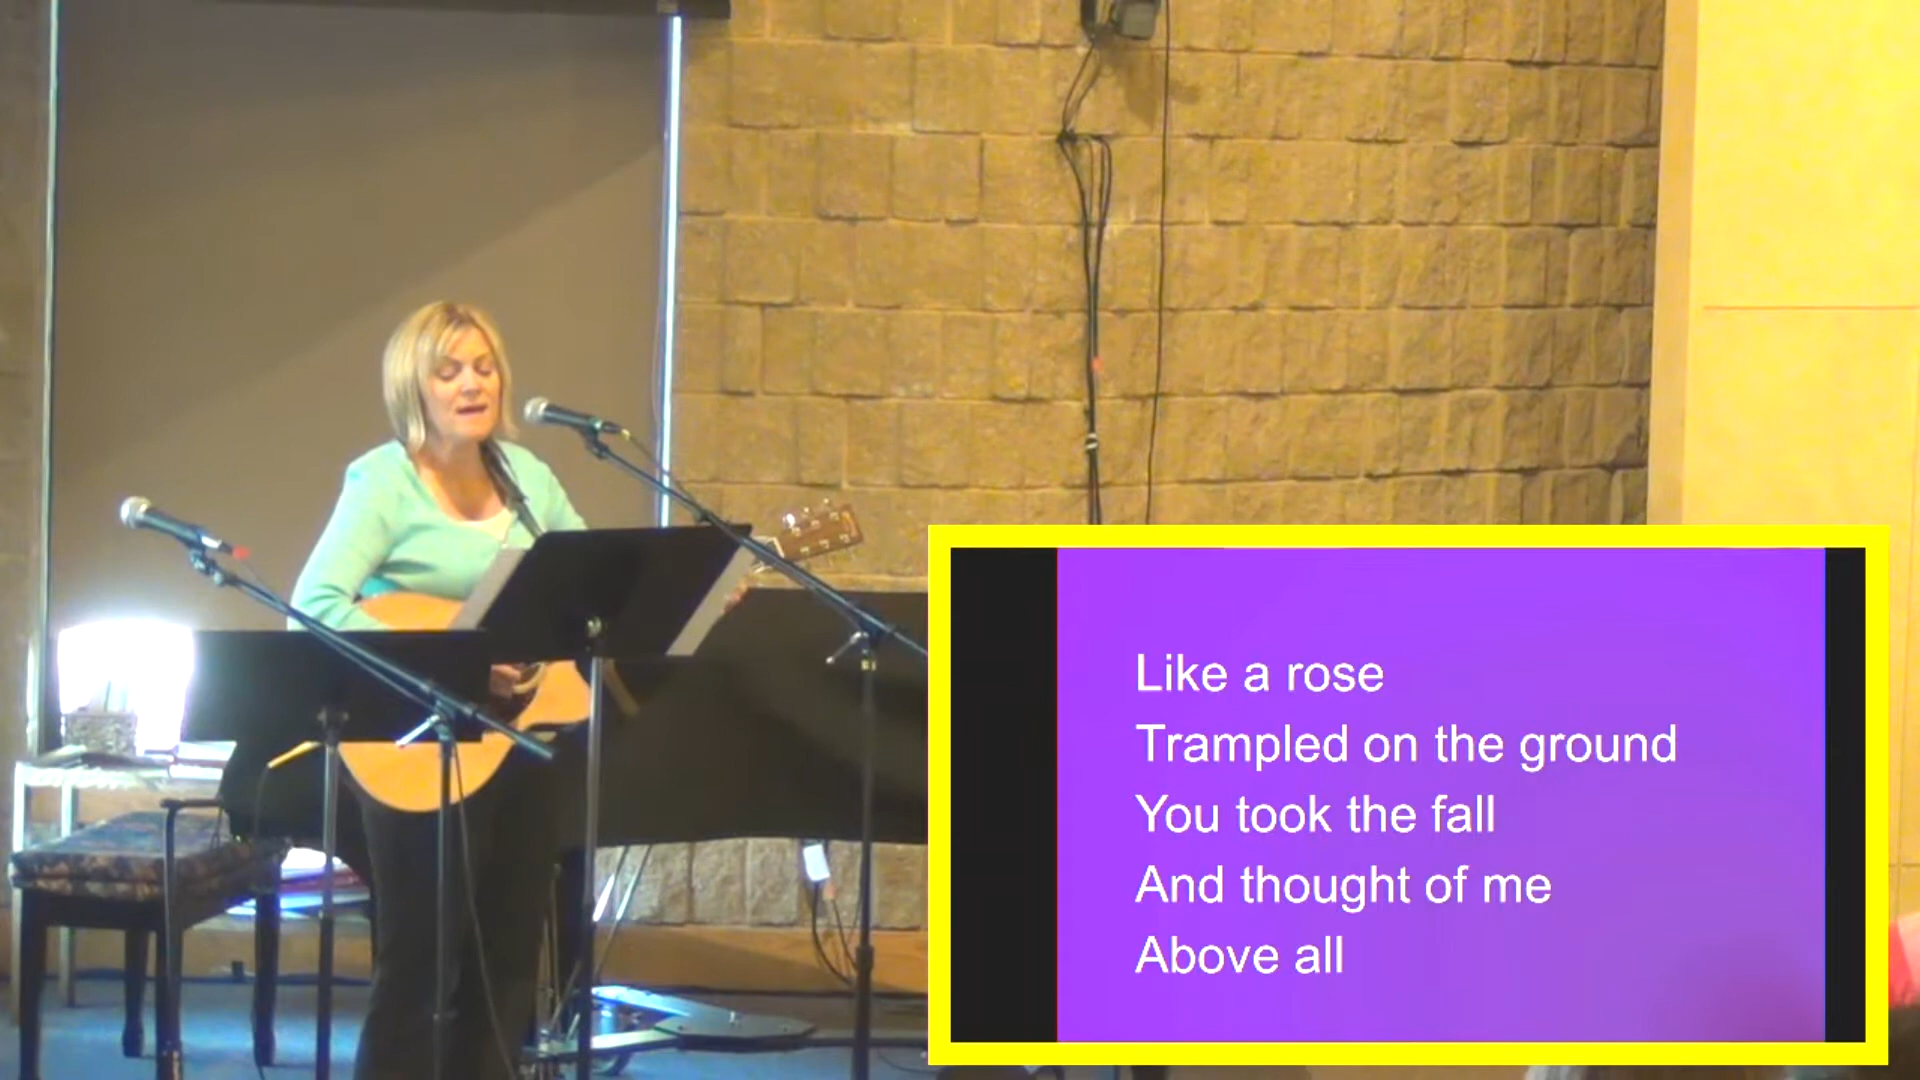 Like a rose
Trampled on the ground
You took the fall
And thought of me
Above all